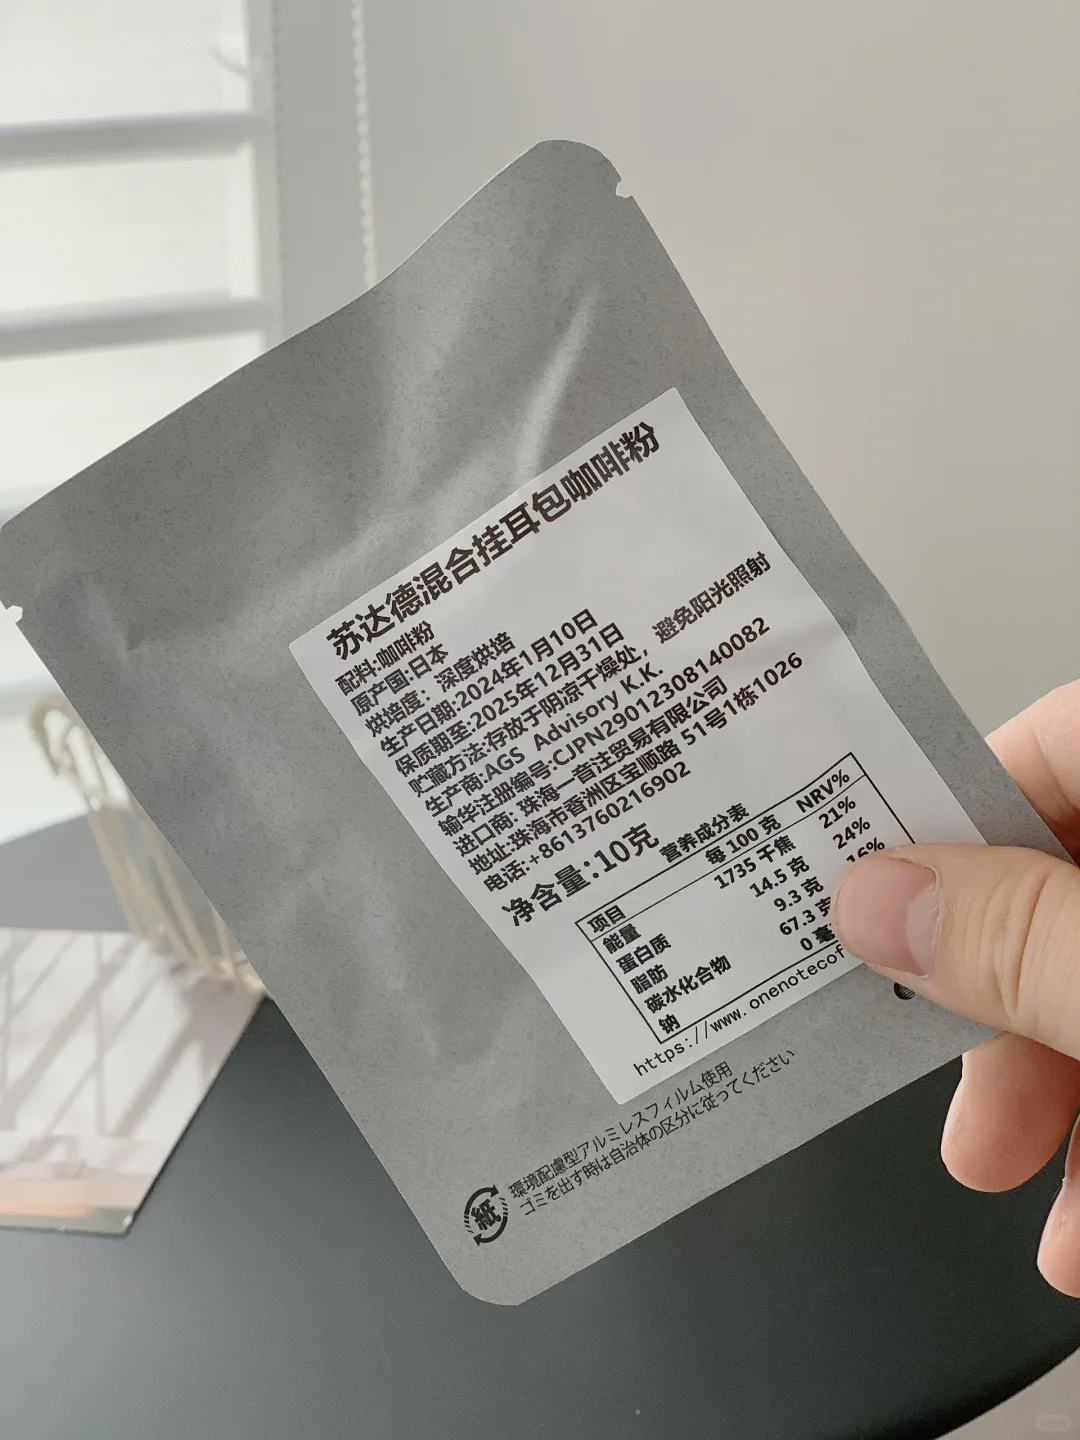 苏达德混合挂耳包咖啡粉
配料:咖啡粉
原产国:日本
烘焙度：深度烘培
生产日期:2024年1月10日
保质期至:2025年12月31日
贮藏方法:存放于阴凉干燥处，避免阳光照射
生产商:AGS Advisory K.K.
输华注册编号:CJPN29012308140082
进口商: 珠海一音注贸易有限公司
地址:珠海市香洲区宝顺路 51号1栋1026
电话:+8613760216902
净含量:10克
营养成分表
项目 每 100 克 NRV%
能量 1735 千焦 21%
蛋白质 14.5 克 24%
脂肪 9.3 克 16%
碳水化合物 67.3 克
钠 0 毫
https://www.onenotecof
環境配慮型アルミレスフィルム使用
ゴミを出す時は自治体の区分に従ってください
紙